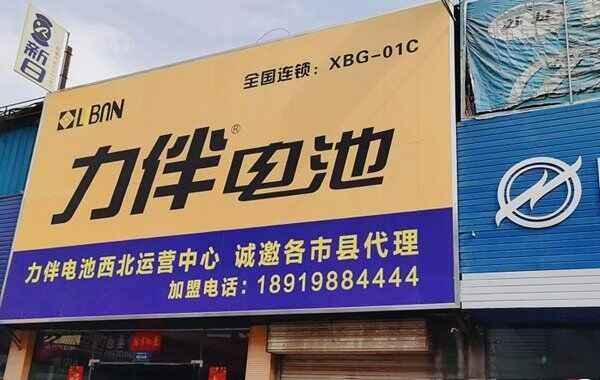 新日
全国连锁：XBG-01C
L BAN
力伴®电池
力伴电池西北运营中心 诚邀各市县代理
加盟电话：18919884444